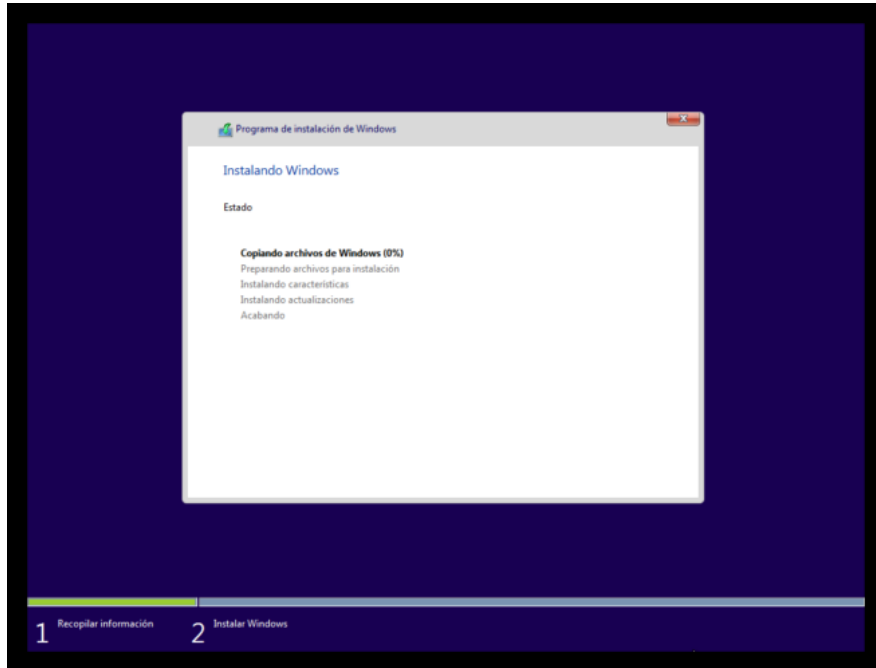 Programa de instalación de Windows
Instalando Windows
Estado
Copiando archivos de Windows (0%)
Preparando archivos para instalación
Instalando características
Instalando actualizaciones
Acabando
1 Recopilar información
2 Instalar Windows